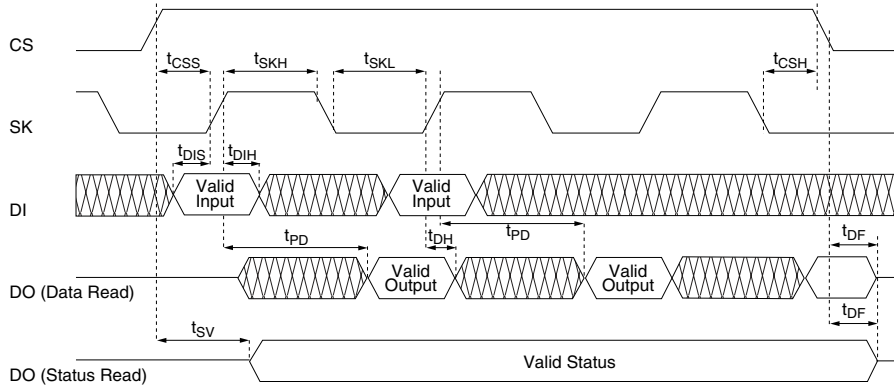 CS
tCSS tSKH tSKL tCSH
SK
tDIS tDIH
DI Valid Input Valid Input
tPD tDH tPD tDF
DO (Data Read) Valid Output Valid Output
tSV tDF
DO (Status Read) Valid Status